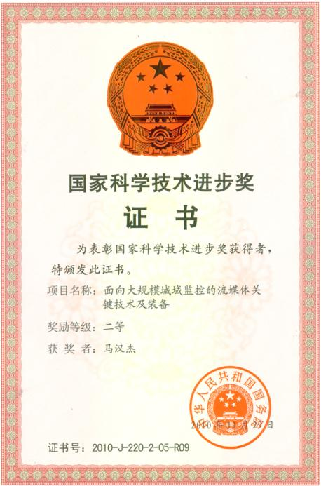 国家科学技术进步奖
证书
为表彰国家科学技术进步奖获得者，
特颁发此证书。
项目名称：面向大规模城域监控的流媒体关
键技术及装备
奖励等级：二等
获奖者：马汉杰
中华人民共和国国务院
证书号：2010-J-220-2-05-R09